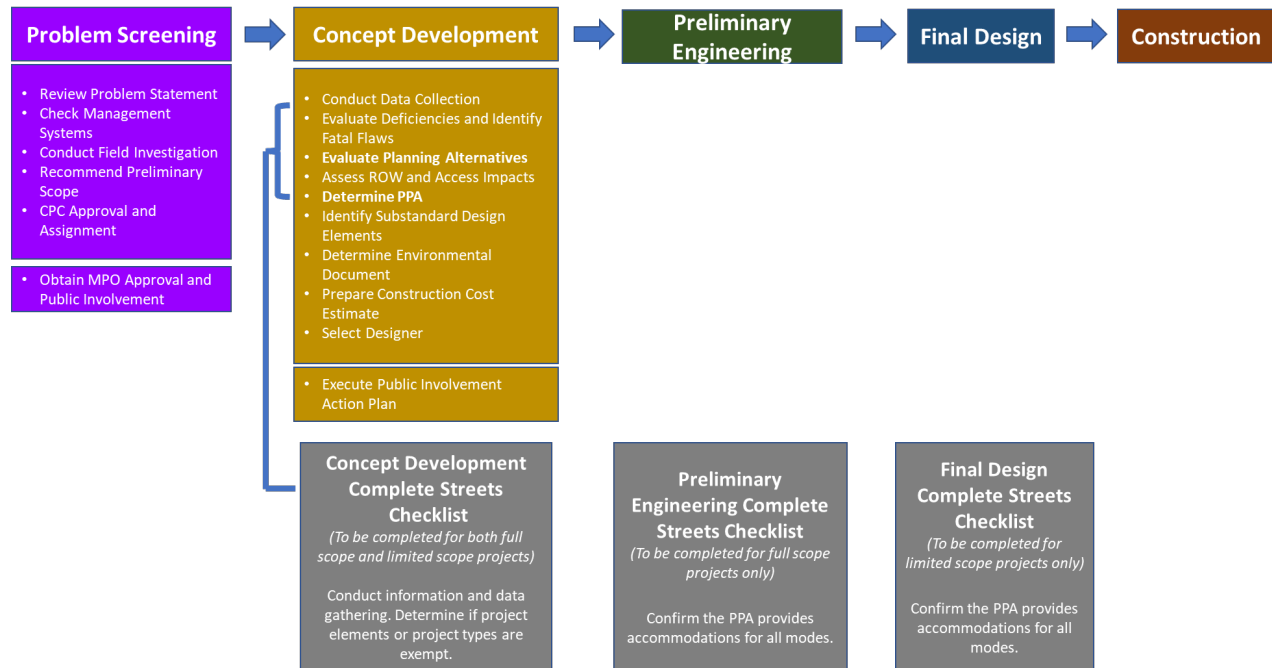 Problem Screening
• Review Problem Statement
• Check Management
Systems
• Conduct Field Investigation
• Recommend Preliminary
Scope
• CPC Approval and
Assignment
• Obtain MPO Approval and
Public Involvement
Concept Development
• Conduct Data Collection
• Evaluate Deficiencies and Identify
Fatal Flaws
• Evaluate Planning Alternatives
• Assess ROW and Access Impacts
• Determine PPA
• Identify Substandard Design
Elements
• Determine Environmental
Document
• Prepare Construction Cost
Estimate
• Select Designer
• Execute Public Involvement
Action Plan
Preliminary
Engineering
Final Design
Construction
Concept Development
Complete Streets
Checklist
(To be completed for both full
scope and limited scope projects)
Conduct information and data
gathering. Determine if project
elements or project types are
exempt.
Preliminary
Engineering Complete
Streets Checklist
(To be completed for full scope
projects only)
Confirm the PPA provides
accommodations for all modes.
Final Design
Complete Streets
Checklist
(To be completed for
limited scope projects only)
Confirm the PPA provides
accommodations for all
modes.